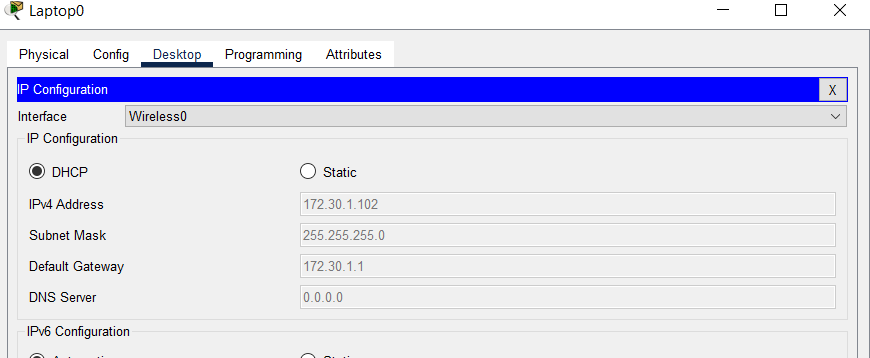 Laptop0
Physical Config Desktop Programming Attributes
IP Configuration X
Interface Wireless0
IP Configuration
DHCP Static
IPv4 Address 172.30.1.102
Subnet Mask 255.255.255.0
Default Gateway 172.30.1.1
DNS Server 0.0.0.0
IPv6 Configuration